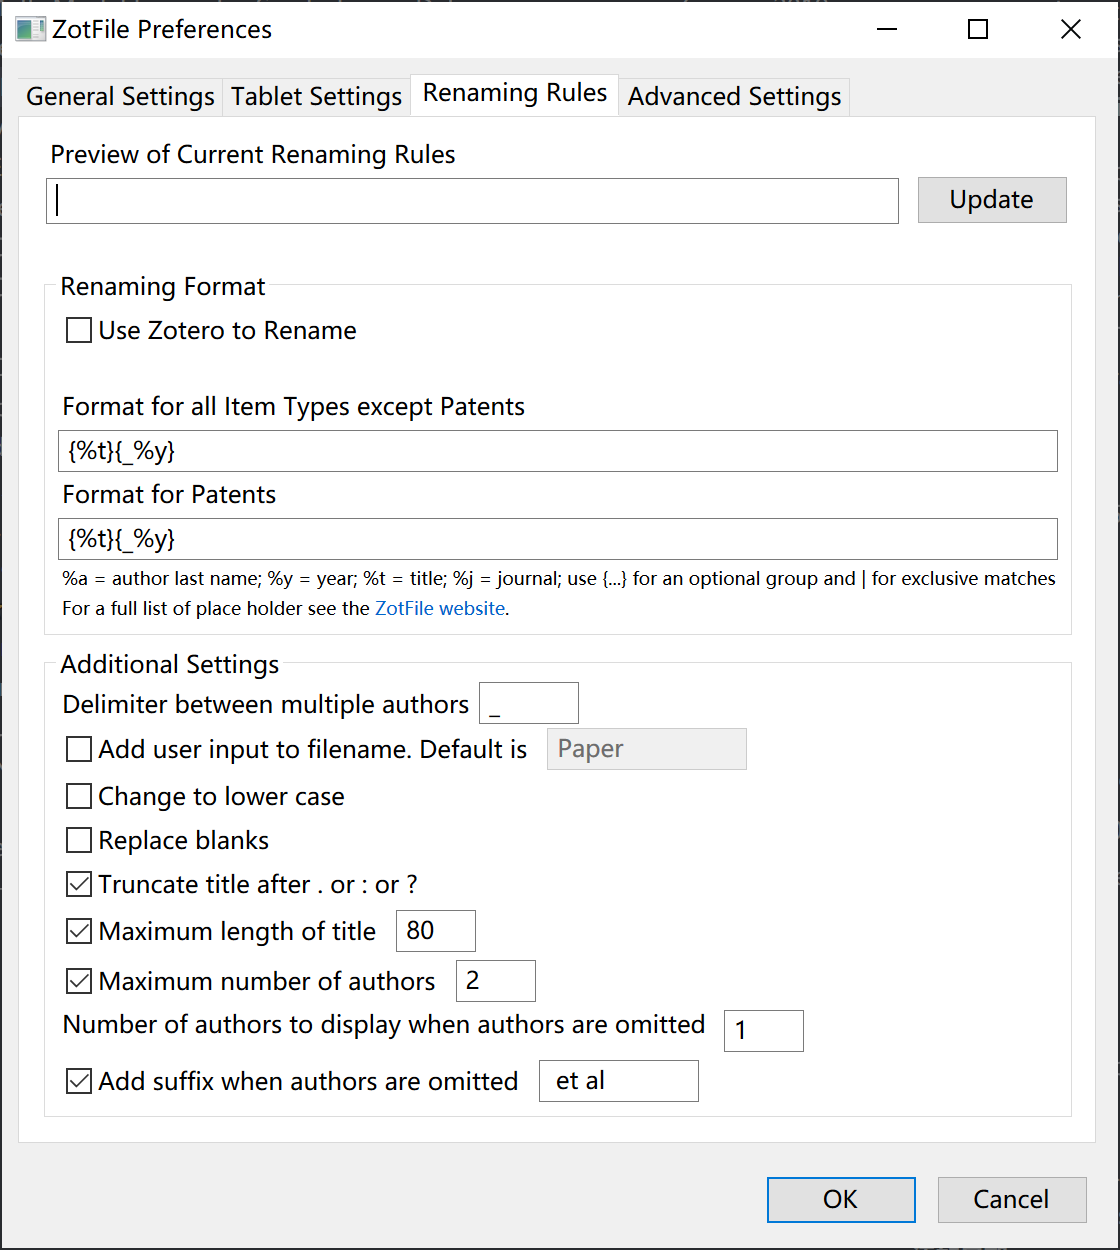 ZotFile Preferences
General Settings Tablet Settings Renaming Rules Advanced Settings
Preview of Current Renaming Rules
Update
Renaming Format
Use Zotero to Rename
Format for all Item Types except Patents
{%t}{_%y}
Format for Patents
{%t}{_%y}
%a = author last name; %y = year; %t = title; %j = journal; use {...} for an optional group and | for exclusive matches
For a full list of place holder see the ZotFile website.
Additional Settings
Delimiter between multiple authors _
Add user input to filename. Default is Paper
Change to lower case
Replace blanks
Truncate title after . or : or ?
Maximum length of title 80
Maximum number of authors 2
Number of authors to display when authors are omitted 1
Add suffix when authors are omitted et al
OK Cancel